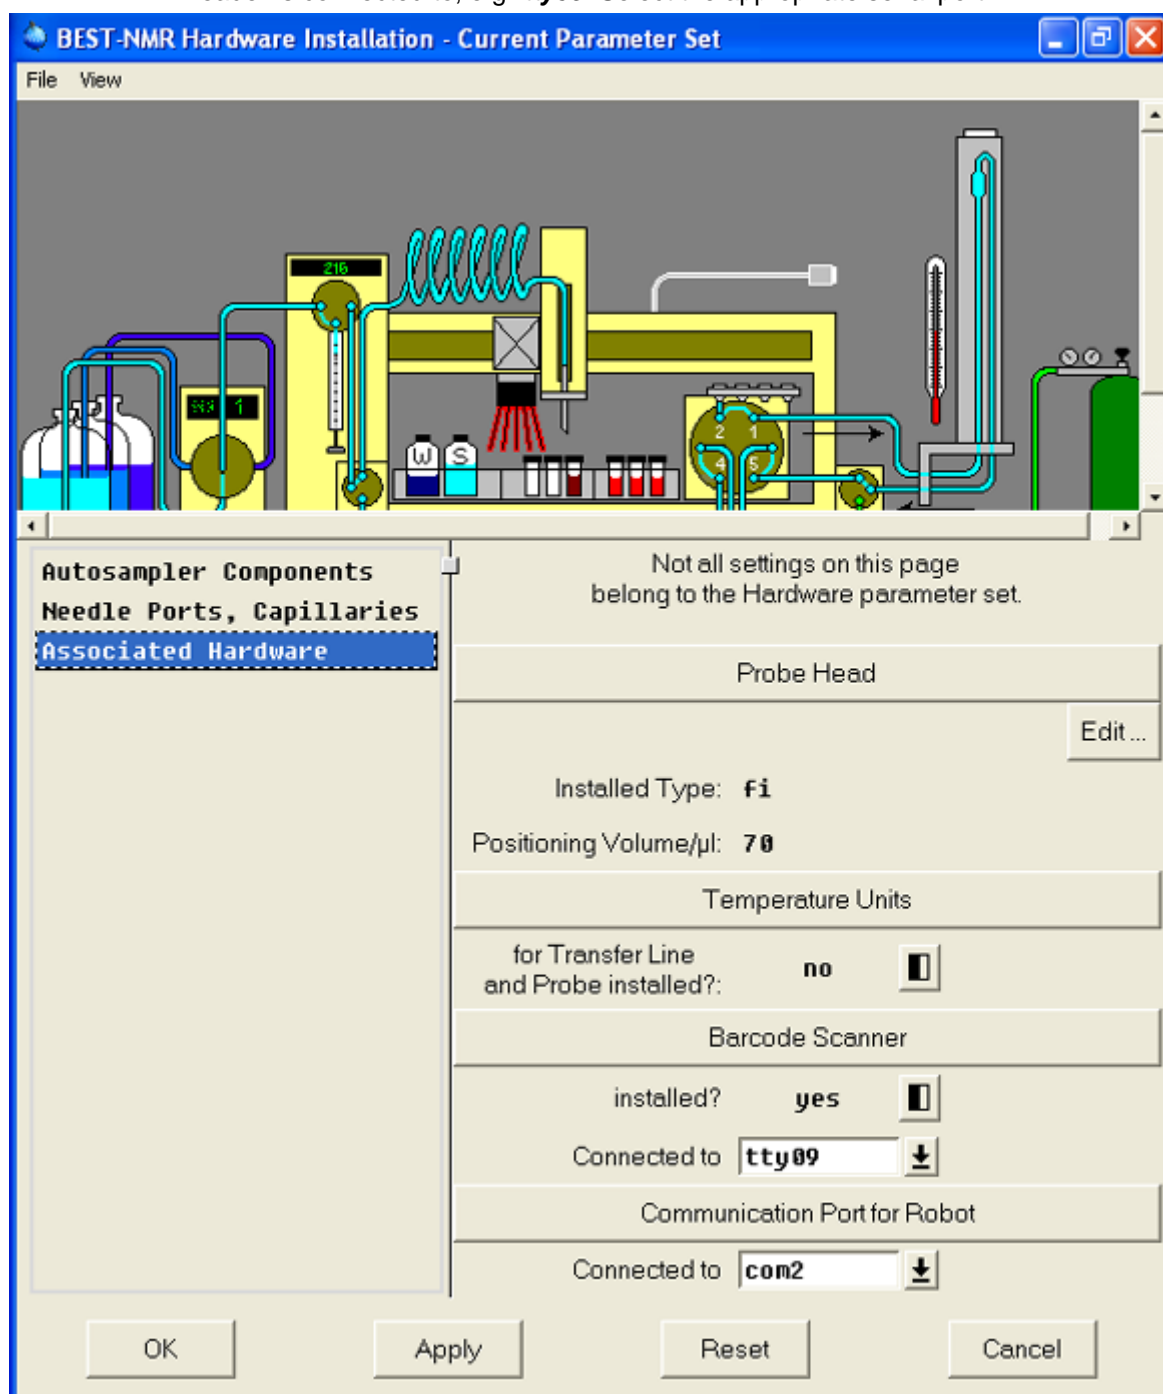 BEST-NMR Hardware Installation - Current Parameter Set
File View
216
1
W S
2 1
4 5
Autosampler Components
Needle Ports, Capillaries
Associated Hardware
Not all settings on this page
belong to the Hardware parameter set.
Probe Head
Edit ...
Installed Type: fi
Positioning Volume/µl: 70
Temperature Units
for Transfer Line
and Probe installed?: no
Barcode Scanner
installed? yes
Connected to tty09
Communication Port for Robot
Connected to com2
OK Apply Reset Cancel